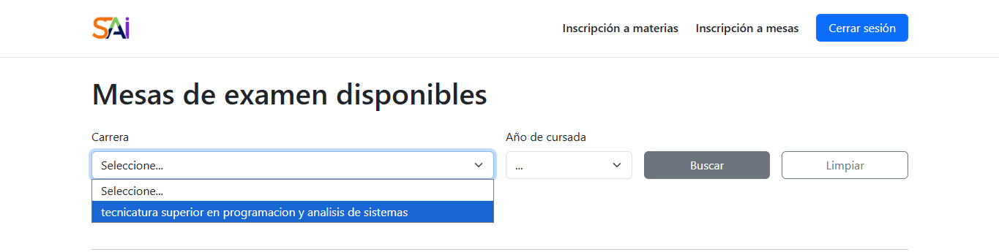 SAi
Inscripción a materias
Inscripción a mesas
Cerrar sesión
Mesas de examen disponibles
Carrera
Año de cursada
Seleccione...
...
Buscar
Limpiar
Seleccione...
tecnicatura superior en programacion y analisis de sistemas